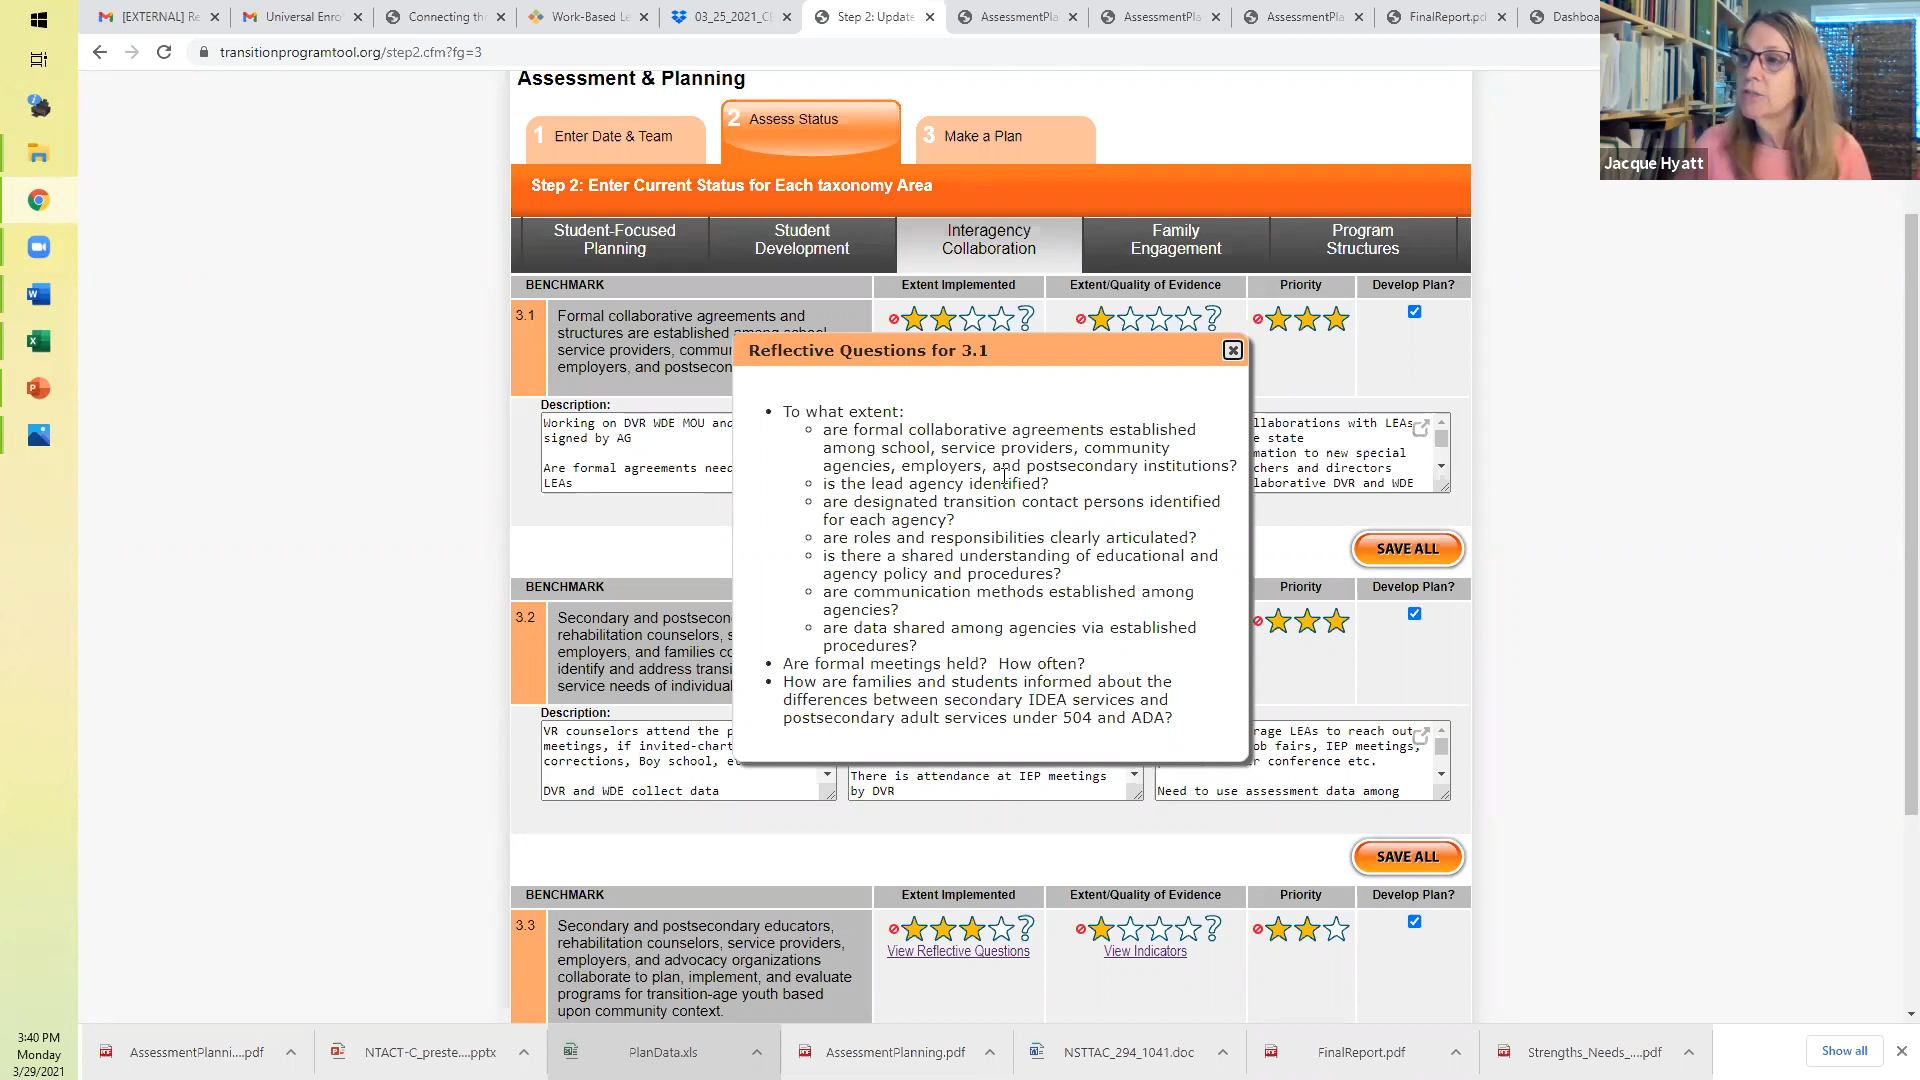 [EXTERNAL] Re
Universal Enro
Connecting th
Work-Based Le
03_25_2021_CE
Step 2: Update
AssessmentPla
AssessmentPla
AssessmentPla
FinalReport.pd
Dashboa
transitionprogramtool.org/step2.cfm?fg=3
Jacque Hyatt
Assessment & Planning
1 Enter Date & Team
2 Assess Status
3 Make a Plan
Step 2: Enter Current Status for Each taxonomy Area
Student-Focused
Planning
Student
Development
Interagency
Collaboration
Family
Engagement
Program
Structures
BENCHMARK
Extent Implemented
Extent/Quality of Evidence
Priority
Develop Plan?
3.1
Formal collaborative agreements and
structures are established among school,
service providers, commu
employers, and postsecon
Reflective Questions for 3.1
To what extent:
are formal collaborative agreements established
among school, service providers, community
agencies, employers, and postsecondary institutions?
is the lead agency identified?
are designated transition contact persons identified
for each agency?
are roles and responsibilities clearly articulated?
is there a shared understanding of educational and
agency policy and procedures?
are communication methods established among
agencies?
are data shared among agencies via established
procedures?
Are formal meetings held? How often?
How are families and students informed about the
differences between secondary IDEA services and
postsecondary adult services under 504 and ADA?
Description:
Working on DVR WDE MOU and
signed by AG
Are formal agreements need
LEAs
llaborations with LEAs
e state
mation to new special
chers and directors
llaborative DVR and WDE
SAVE ALL
BENCHMARK
Priority
Develop Plan?
3.2
Secondary and postsecon
rehabilitation counselors, s
employers, and families co
identify and address transi
service needs of individual
Description:
VR counselors attend the p
meetings, if invited-chart
corrections, Boy school, et
DVR and WDE collect data
There is attendance at IEP meetings
by DVR
rage LEAs to reach out
ob fairs, IEP meetings,
r conference etc.
Need to use assessment data among
SAVE ALL
BENCHMARK
Extent Implemented
Extent/Quality of Evidence
Priority
Develop Plan?
3.3
Secondary and postsecondary educators,
rehabilitation counselors, service providers,
employers, and advocacy organizations
collaborate to plan, implement, and evaluate
programs for transition-age youth based
upon community context.
View Reflective Questions
View Indicators
3:40 PM
Monday
3/29/2021
AssessmentPlanni....pdf
NTACT-C_preste....pptx
PlanData.xls
AssessmentPlanning.pdf
NSTTAC_294_1041.doc
FinalReport.pdf
Strengths_Needs_....pdf
Show all